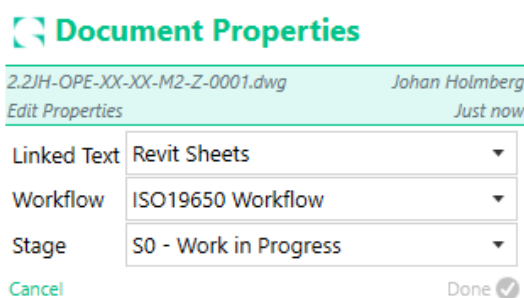 Document Properties
2.2JH-OPE-XX-XX-M2-Z-0001.dwg Johan Holmberg
Edit Properties Just now
Linked Text Revit Sheets
Workflow ISO19650 Workflow
Stage S0 - Work in Progress
Cancel Done